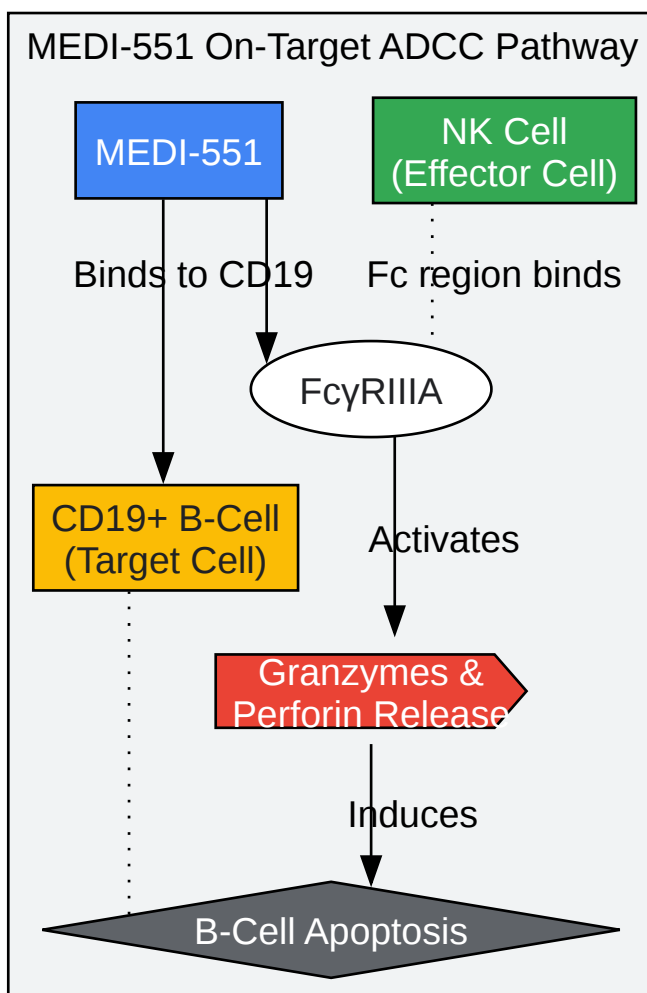 MEDI-551 On-Target ADCC Pathway
MEDI-551
NK Cell
(Effector Cell)
Binds to CD19
Fc region binds
FcγRIIIA
CD19+ B-Cell
(Target Cell)
Activates
Granzymes &
Perforin Release
Induces
B-Cell Apoptosis